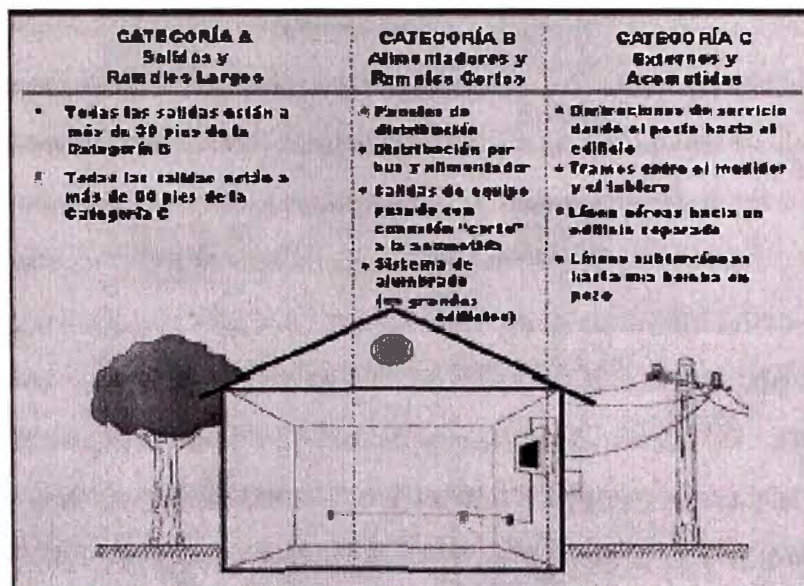 CATEGORÍA A
Salidas y
Ramales Largos
Todas las salidas están a
más de 30 pies de la
Categoría B
Todas las salidas están a
más de 60 pies de la
Categoría C
CATEGORÍA B
Alimentadores y
Ramales Cortos
Paneles de
distribución
Distribución por
bus y alimentador
Salidas de equipo
pesado con
conexión "corta"
a la acometida
Sistema de
alumbrado
(en grandes
edificios)
CATEGORÍA C
Externos y
Acometidas
de servicio
desde el poste hasta el
edificio
Tramos entre el medidor
y el tablero
Líneas aéreas hacia un
edificio separado
Líneas subterráneas
hasta una bomba en
pozo